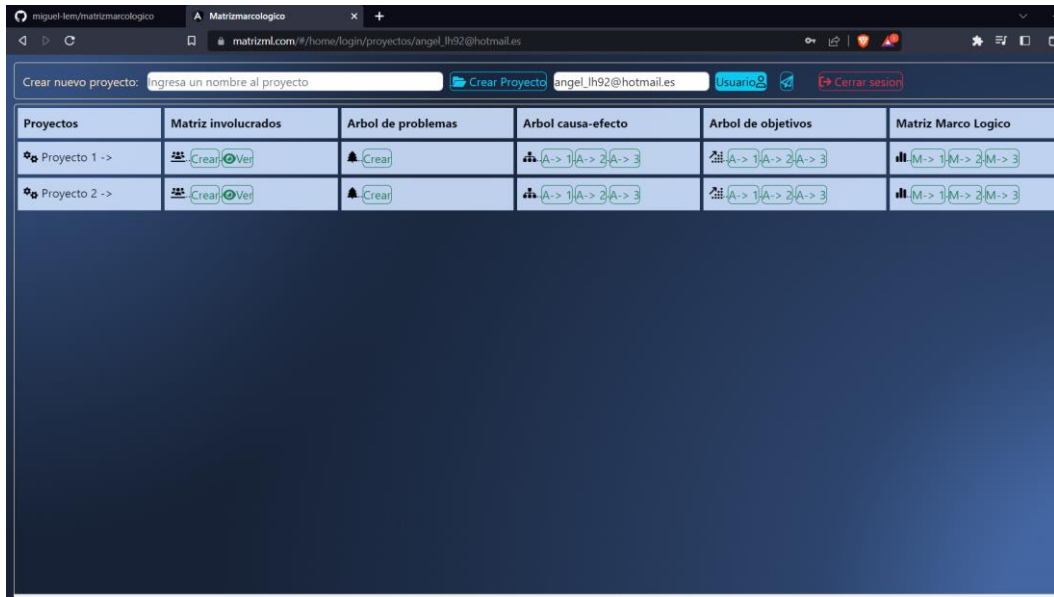 miguel-lem/matrizmarcologico Matrizmarcologico
matrizml.com/#/home/login/proyectos/angel_lh92@hotmail.es
Crear nuevo proyecto: Ingresa un nombre al proyecto Crear Proyecto angel_lh92@hotmail.es Usuario Cerrar sesion
Proyectos Matriz involucrados Arbol de problemas Arbol causa-efecto Arbol de objetivos Matriz Marco Logico
Proyecto 1 -> Crear Ver Crear A-> 1 A-> 2 A-> 3 A-> 1 A-> 2 A-> 3 M-> 1 M-> 2 M-> 3
Proyecto 2 -> Crear Ver Crear A-> 1 A-> 2 A-> 3 A-> 1 A-> 2 A-> 3 M-> 1 M-> 2 M-> 3